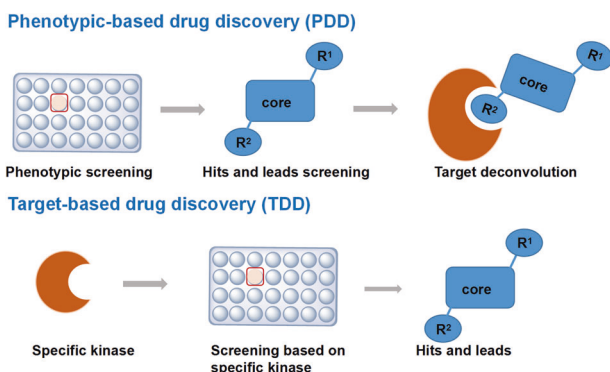 Phenotypic-based drug discovery (PDD)
R¹
core
R²
R¹
core
R²
Phenotypic screening
Hits and leads screening
Target deconvolution
Target-based drug discovery (TDD)
R¹
core
R²
Specific kinase
Screening based on
specific kinase
Hits and leads